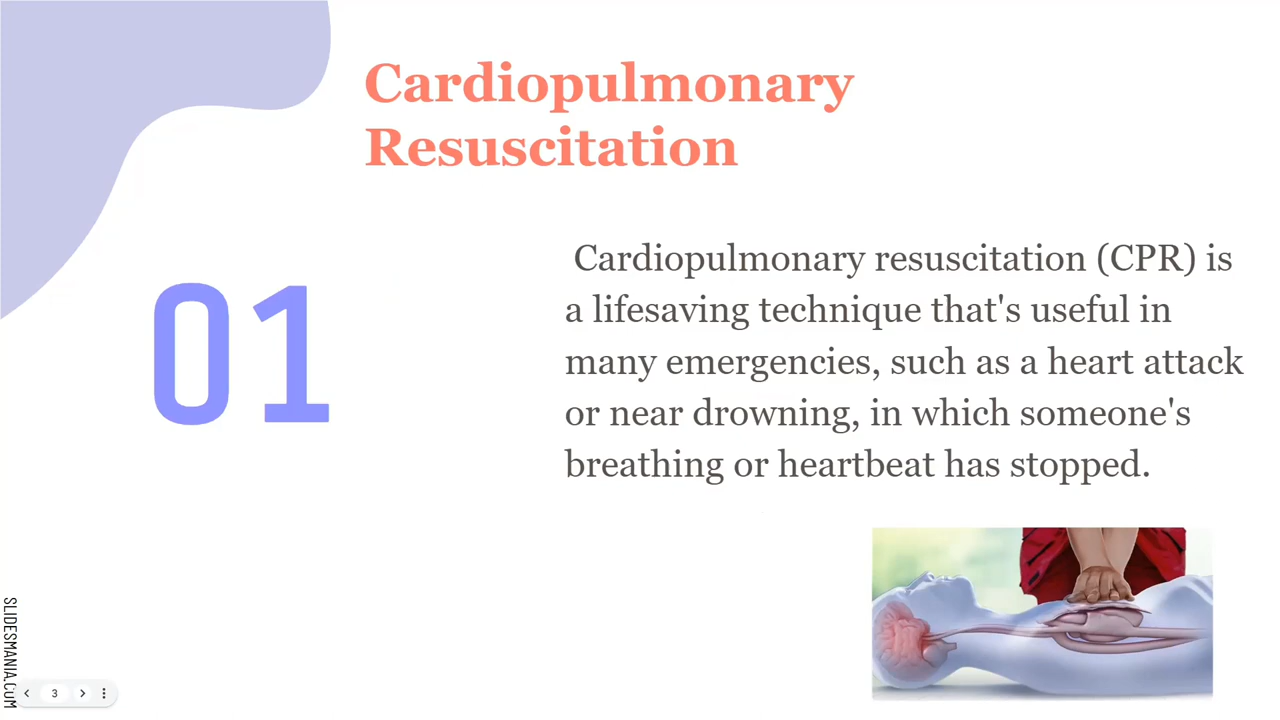 Cardiopulmonary
Resuscitation
01
Cardiopulmonary resuscitation (CPR) is
a lifesaving technique that's useful in
many emergencies, such as a heart attack
or near drowning, in which someone's
breathing or heartbeat has stopped.
SLIDESMANIA.COM
3